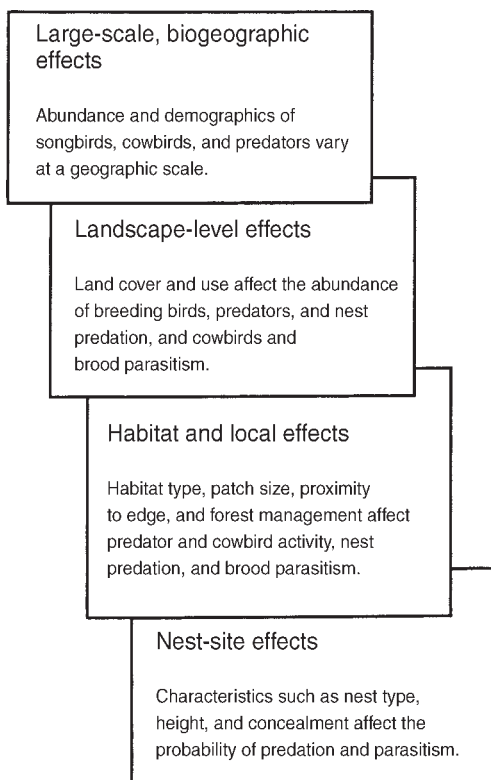 Large-scale, biogeographic
effects
Abundance and demographics of
songbirds, cowbirds, and predators vary
at a geographic scale.
Landscape-level effects
Land cover and use affect the abundance
of breeding birds, predators, and nest
predation, and cowbirds and
brood parasitism.
Habitat and local effects
Habitat type, patch size, proximity
to edge, and forest management affect
predator and cowbird activity, nest
predation, and brood parasitism.
Nest-site effects
Characteristics such as nest type,
height, and concealment affect the
probability of predation and parasitism.